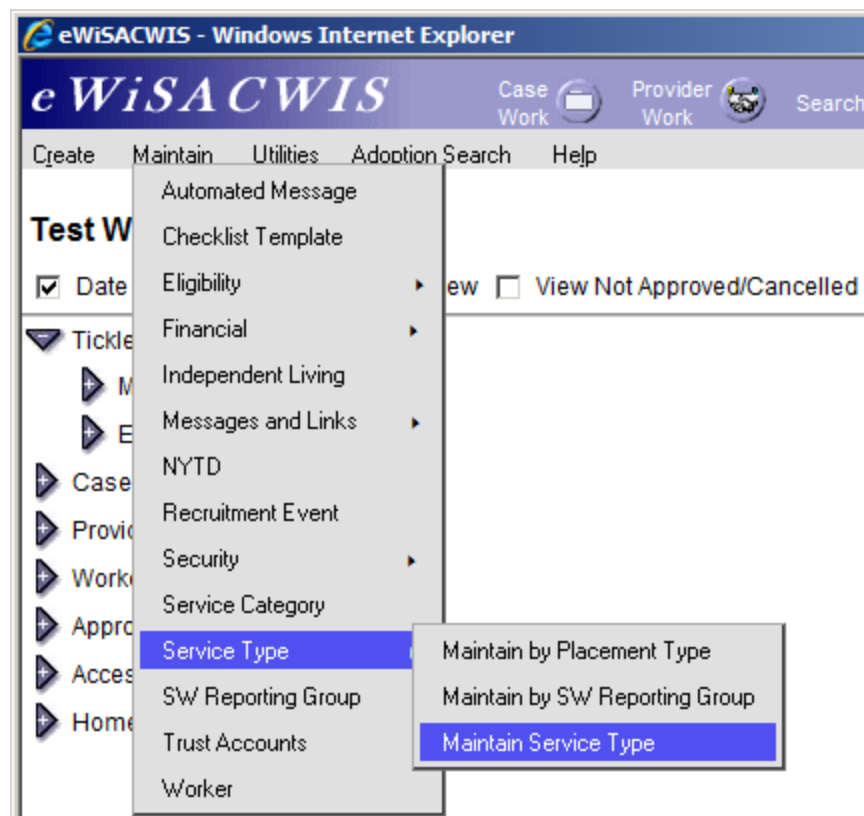 eWiSACWIS - Windows Internet Explorer
e WiSACWIS
Case Work
Provider Work
Search
Create Maintain Utilities Adoption Search Help
Automated Message
Test W
Checklist Template
Date
Eligibility
ew
View Not Approved/Cancelled
Tickle
Financial
Independent Living
M
Messages and Links
E
NYTD
Case
Recruitment Event
Provid
Security
Worke
Service Category
Appro
Service Type
Maintain by Placement Type
Acces
SW Reporting Group
Maintain by SW Reporting Group
Home
Trust Accounts
Maintain Service Type
Worker